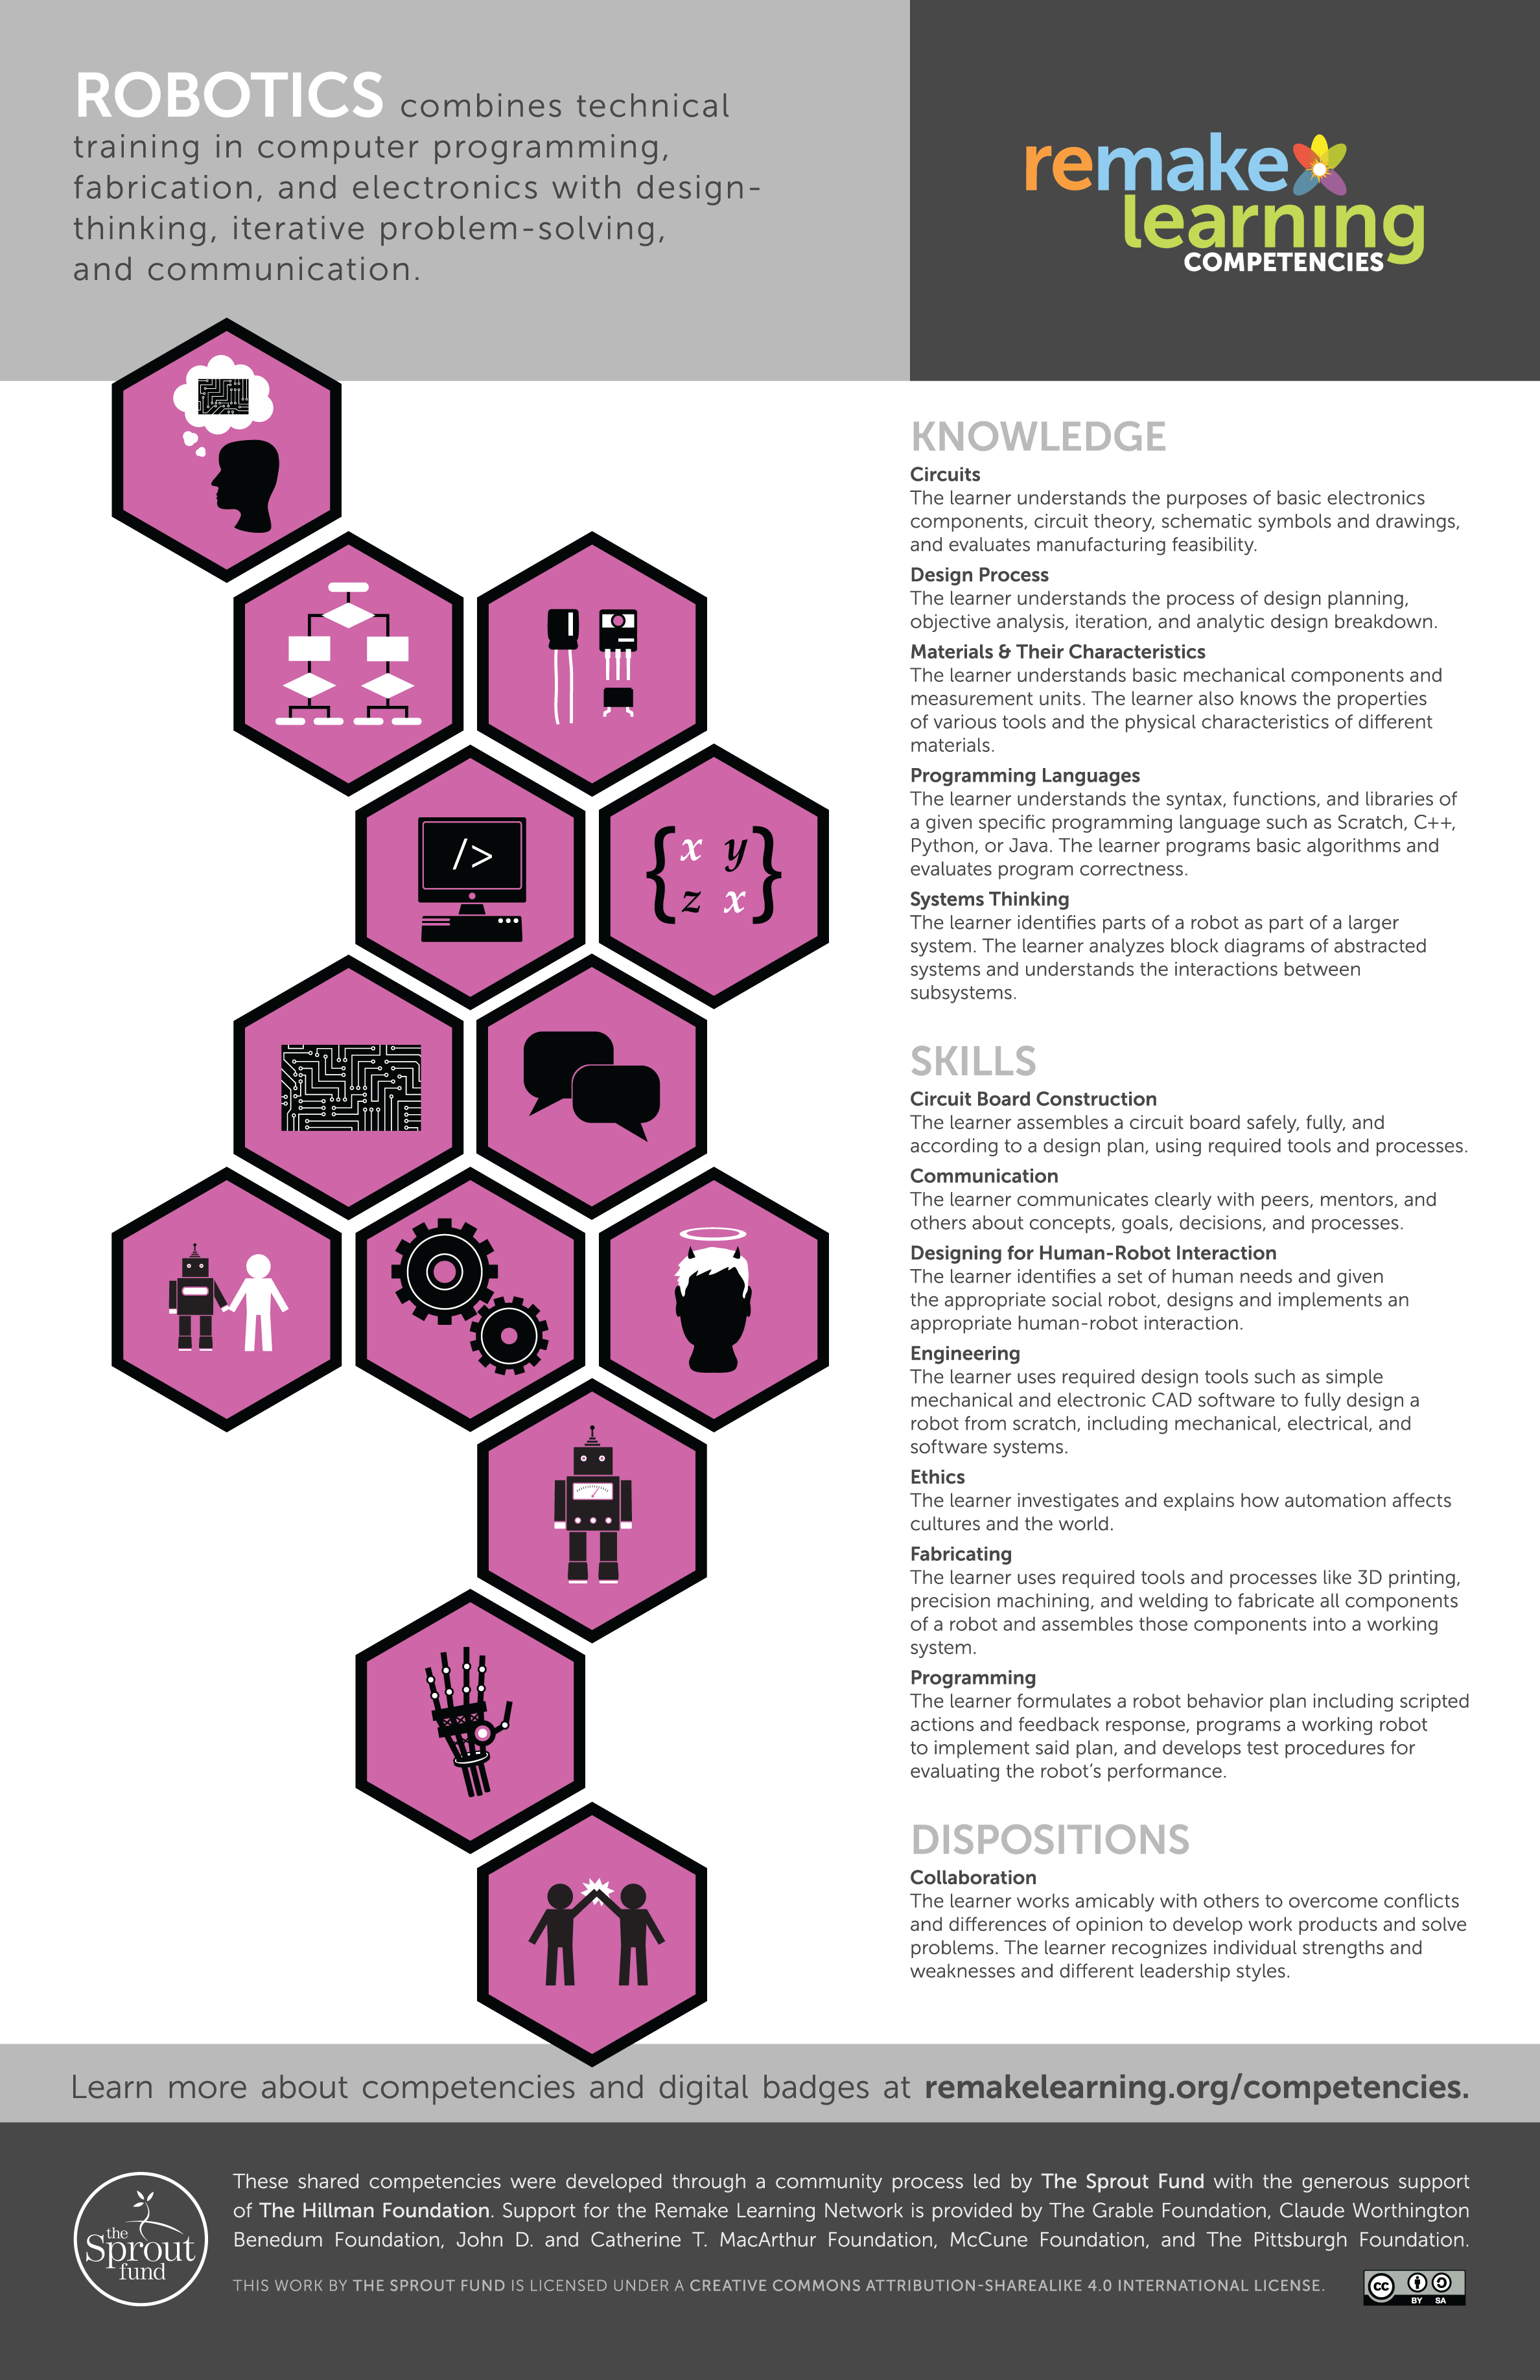 ROBOTICS combines technical
training in computer programming,
fabrication, and electronics with design-
thinking, iterative problem-solving,
and communication.
remake
learning
COMPETENCIES
/>
{ x y
z x }
KNOWLEDGE
Circuits
The learner understands the purposes of basic electronics
components, circuit theory, schematic symbols and drawings,
and evaluates manufacturing feasibility.
Design Process
The learner understands the process of design planning,
objective analysis, iteration, and analytic design breakdown.
Materials & Their Characteristics
The learner understands basic mechanical components and
measurement units. The learner also knows the properties
of various tools and the physical characteristics of different
materials.
Programming Languages
The learner understands the syntax, functions, and libraries of
a given specific programming language such as Scratch, C++,
Python, or Java. The learner programs basic algorithms and
evaluates program correctness.
Systems Thinking
The learner identifies parts of a robot as part of a larger
system. The learner analyzes block diagrams of abstracted
systems and understands the interactions between
subsystems.
SKILLS
Circuit Board Construction
The learner assembles a circuit board safely, fully, and
according to a design plan, using required tools and processes.
Communication
The learner communicates clearly with peers, mentors, and
others about concepts, goals, decisions, and processes.
Designing for Human-Robot Interaction
The learner identifies a set of human needs and given
the appropriate social robot, designs and implements an
appropriate human-robot interaction.
Engineering
The learner uses required design tools such as simple
mechanical and electronic CAD software to fully design a
robot from scratch, including mechanical, electrical, and
software systems.
Ethics
The learner investigates and explains how automation affects
cultures and the world.
Fabricating
The learner uses required tools and processes like 3D printing,
precision machining, and welding to fabricate all components
of a robot and assembles those components into a working
system.
Programming
The learner formulates a robot behavior plan including scripted
actions and feedback response, programs a working robot
to implement said plan, and develops test procedures for
evaluating the robot's performance.
DISPOSITIONS
Collaboration
The learner works amicably with others to overcome conflicts
and differences of opinion to develop work products and solve
problems. The learner recognizes individual strengths and
weaknesses and different leadership styles.
Learn more about competencies and digital badges at remakelearning.org/competencies.
the
Sprout
fund
These shared competencies were developed through a community process led by The Sprout Fund with the generous support
of The Hillman Foundation. Support for the Remake Learning Network is provided by The Grable Foundation, Claude Worthington
Benedum Foundation, John D. and Catherine T. MacArthur Foundation, McCune Foundation, and The Pittsburgh Foundation.
THIS WORK BY THE SPROUT FUND IS LICENSED UNDER A CREATIVE COMMONS ATTRIBUTION-SHAREALIKE 4.0 INTERNATIONAL LICENSE.
cc
BY SA